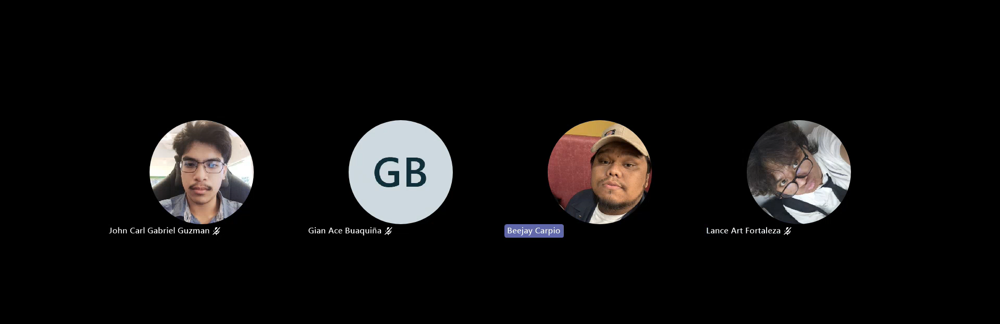 GB
John Carl Gabriel Guzman
Gian Ace Buaquiña
Beejay Carpio
Lance Art Fortaleza